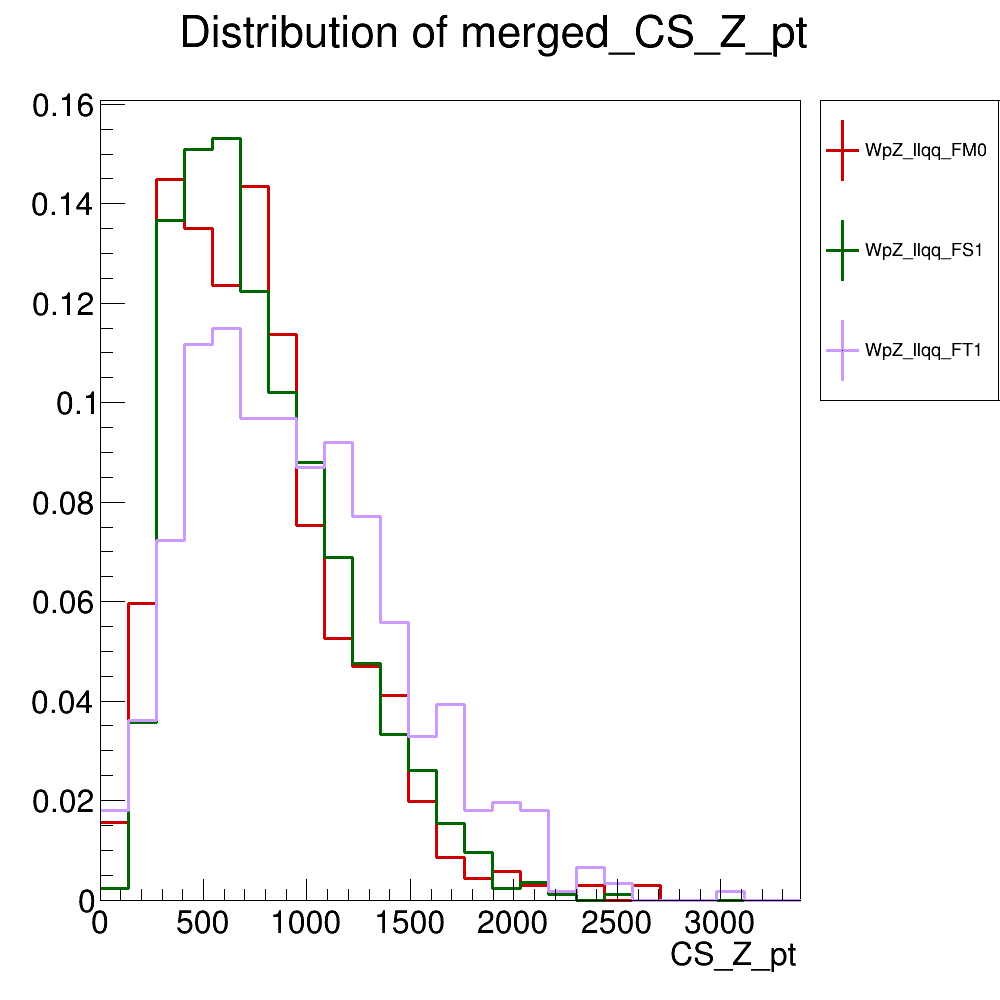 Distribution of merged_CS_Z_pt
0.16
0.14
0.12
0.1
0.08
0.06
0.04
0.02
0
0 500 1000 1500 2000 2500 3000
CS_Z_pt
WpZ_llqq_FM0
WpZ_llqq_FS1
WpZ_llqq_FT1